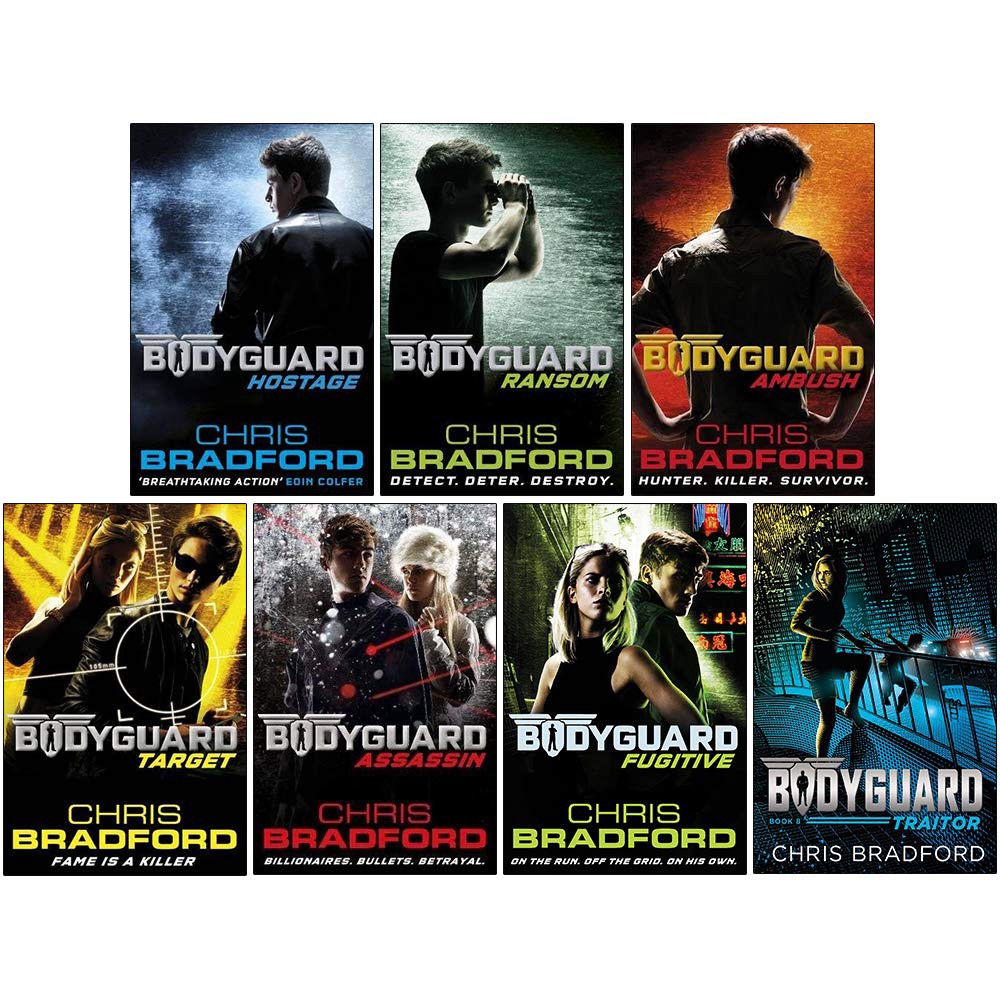 BODYGUARD
HOSTAGE
CHRIS
BRADFORD
'BREATHTAKING ACTION' EOIN COLFER
BODYGUARD
RANSOM
CHRIS
BRADFORD
DETECT. DETER. DESTROY.
BODYGUARD
AMBUSH
CHRIS
BRADFORD
HUNTER. KILLER. SURVIVOR.
105mm
BODYGUARD
TARGET
CHRIS
BRADFORD
FAME IS A KILLER
BODYGUARD
ASSASSIN
CHRIS
BRADFORD
BILLIONAIRES. BULLETS. BETRAYAL.
BODYGUARD
FUGITIVE
CHRIS
BRADFORD
ON THE RUN. OFF THE GRID. ON HIS OWN.
BODYGUARD
BOOK 8
TRAITOR
CHRIS BRADFORD